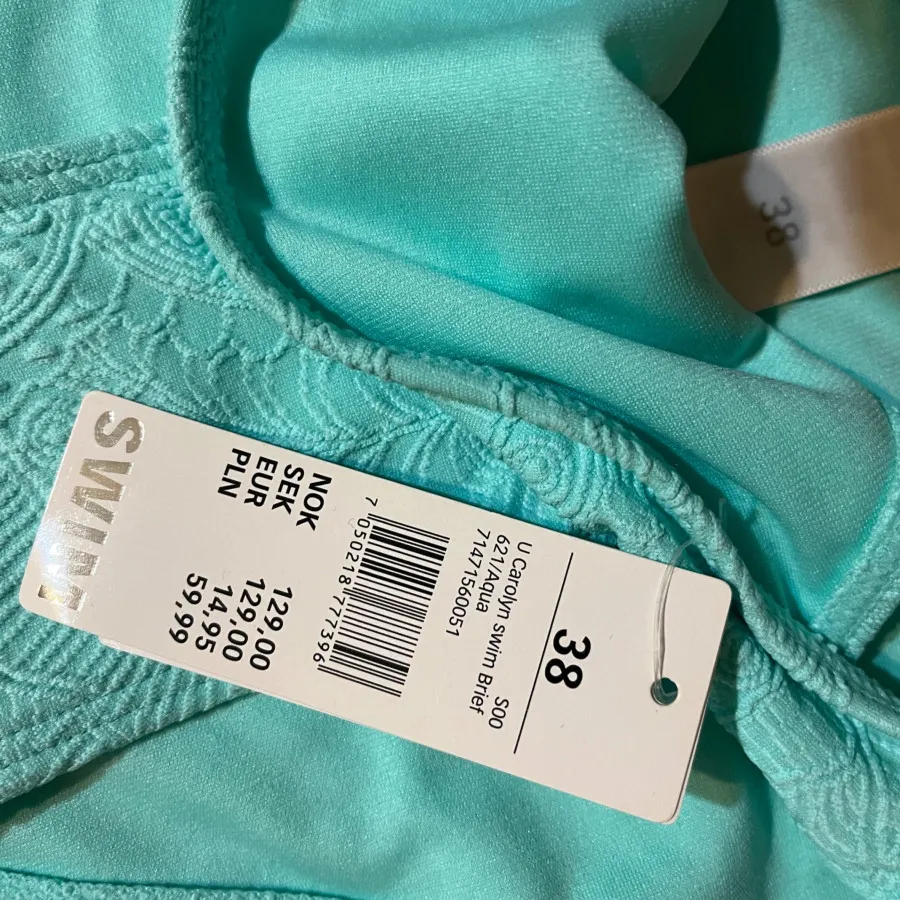 38
38
S00
U Carolyn swim Brief
621/Aqua
71471560051
7 050218 777396
NOK 129,00
SEK 129,00
EUR 14,95
PLN 59,99
SWIM